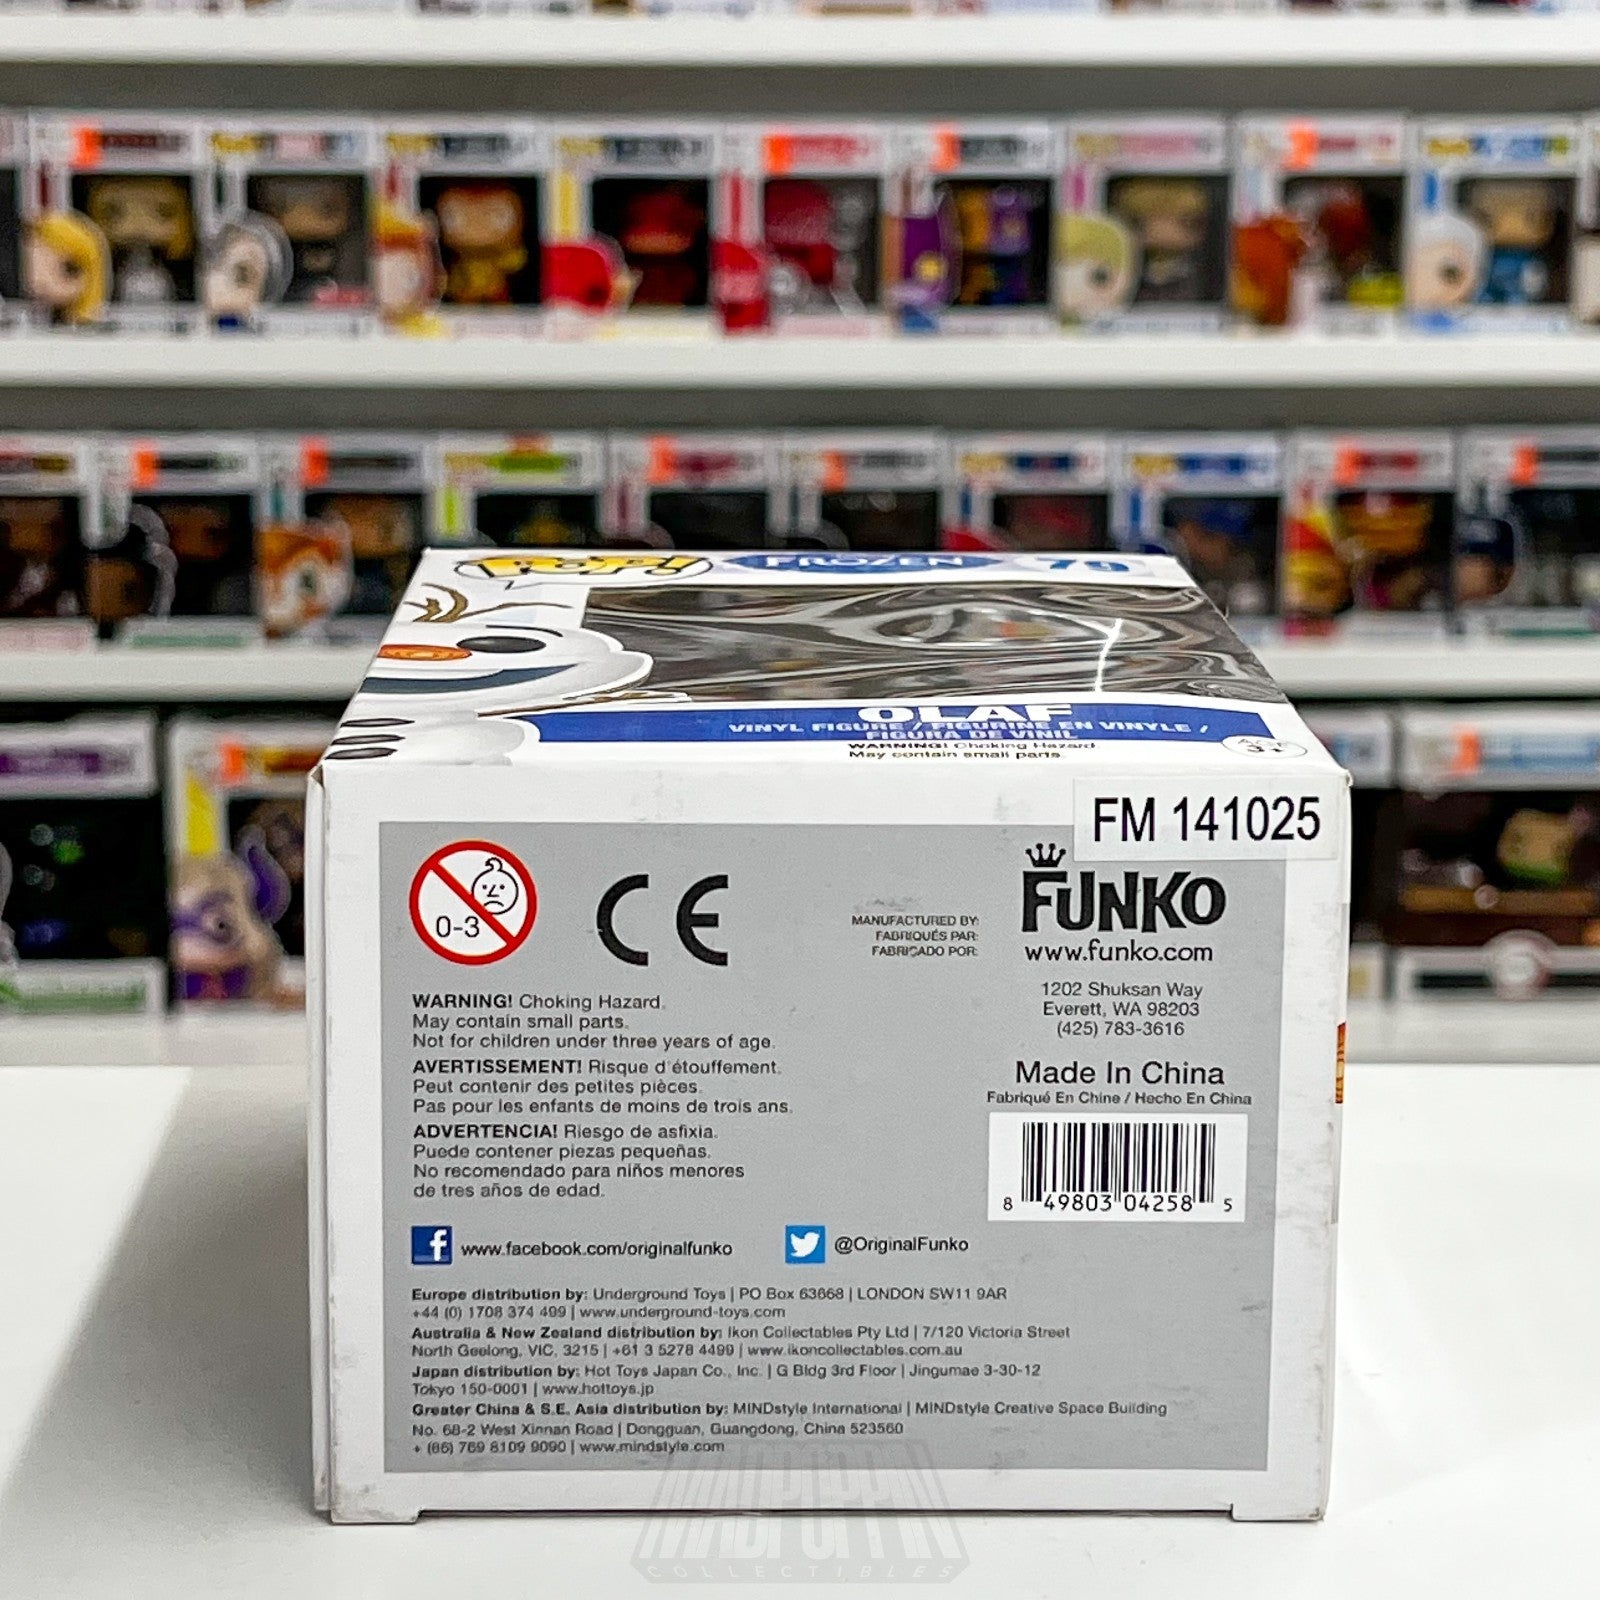 POP!
FROZEN
79
OLAF
VINYL FIGURE / FIGURINE EN VINYLE /
FIGURA DE VINIL
WARNING! Choking Hazard.
May contain small parts.
3+
FM 141025
0-3
CE
MANUFACTURED BY:
FABRIQUÉS PAR:
FABRICADO POR:
FUNKO
www.funko.com
1202 Shuksan Way
Everett, WA 98203
(425) 783-3616
Made In China
Fabriqué En Chine / Hecho En China
8 49803 04258 5
WARNING! Choking Hazard.
May contain small parts.
Not for children under three years of age.
AVERTISSEMENT! Risque d'étouffement.
Peut contenir des petites pièces.
Pas pour les enfants de moins de trois ans.
ADVERTENCIA! Riesgo de asfixia.
Puede contener piezas pequeñas.
No recomendado para niños menores
de tres años de edad.
www.facebook.com/originalfunko
@OriginalFunko
Europe distribution by: Underground Toys | PO Box 63668 | LONDON SW11 9AR
+44 (0) 1708 374 499 | www.underground-toys.com
Australia & New Zealand distribution by: Ikon Collectables Pty Ltd | 7/120 Victoria Street
North Geelong, VIC, 3215 | +61 3 5278 4499 | www.ikoncollectables.com.au
Japan distribution by: Hot Toys Japan Co., Inc. | G Bldg 3rd Floor | Jingumae 3-30-12
Tokyo 150-0001 | www.hottoys.jp
Greater China & S.E. Asia distribution by: MINDstyle International | MINDstyle Creative Space Building
No. 68-2 West Xinnan Road | Dongguan, Guangdong, China 523560
+ (86) 769 8109 9090 | www.mindstyle.com
MADPOPPIN
COLLECTIBLES